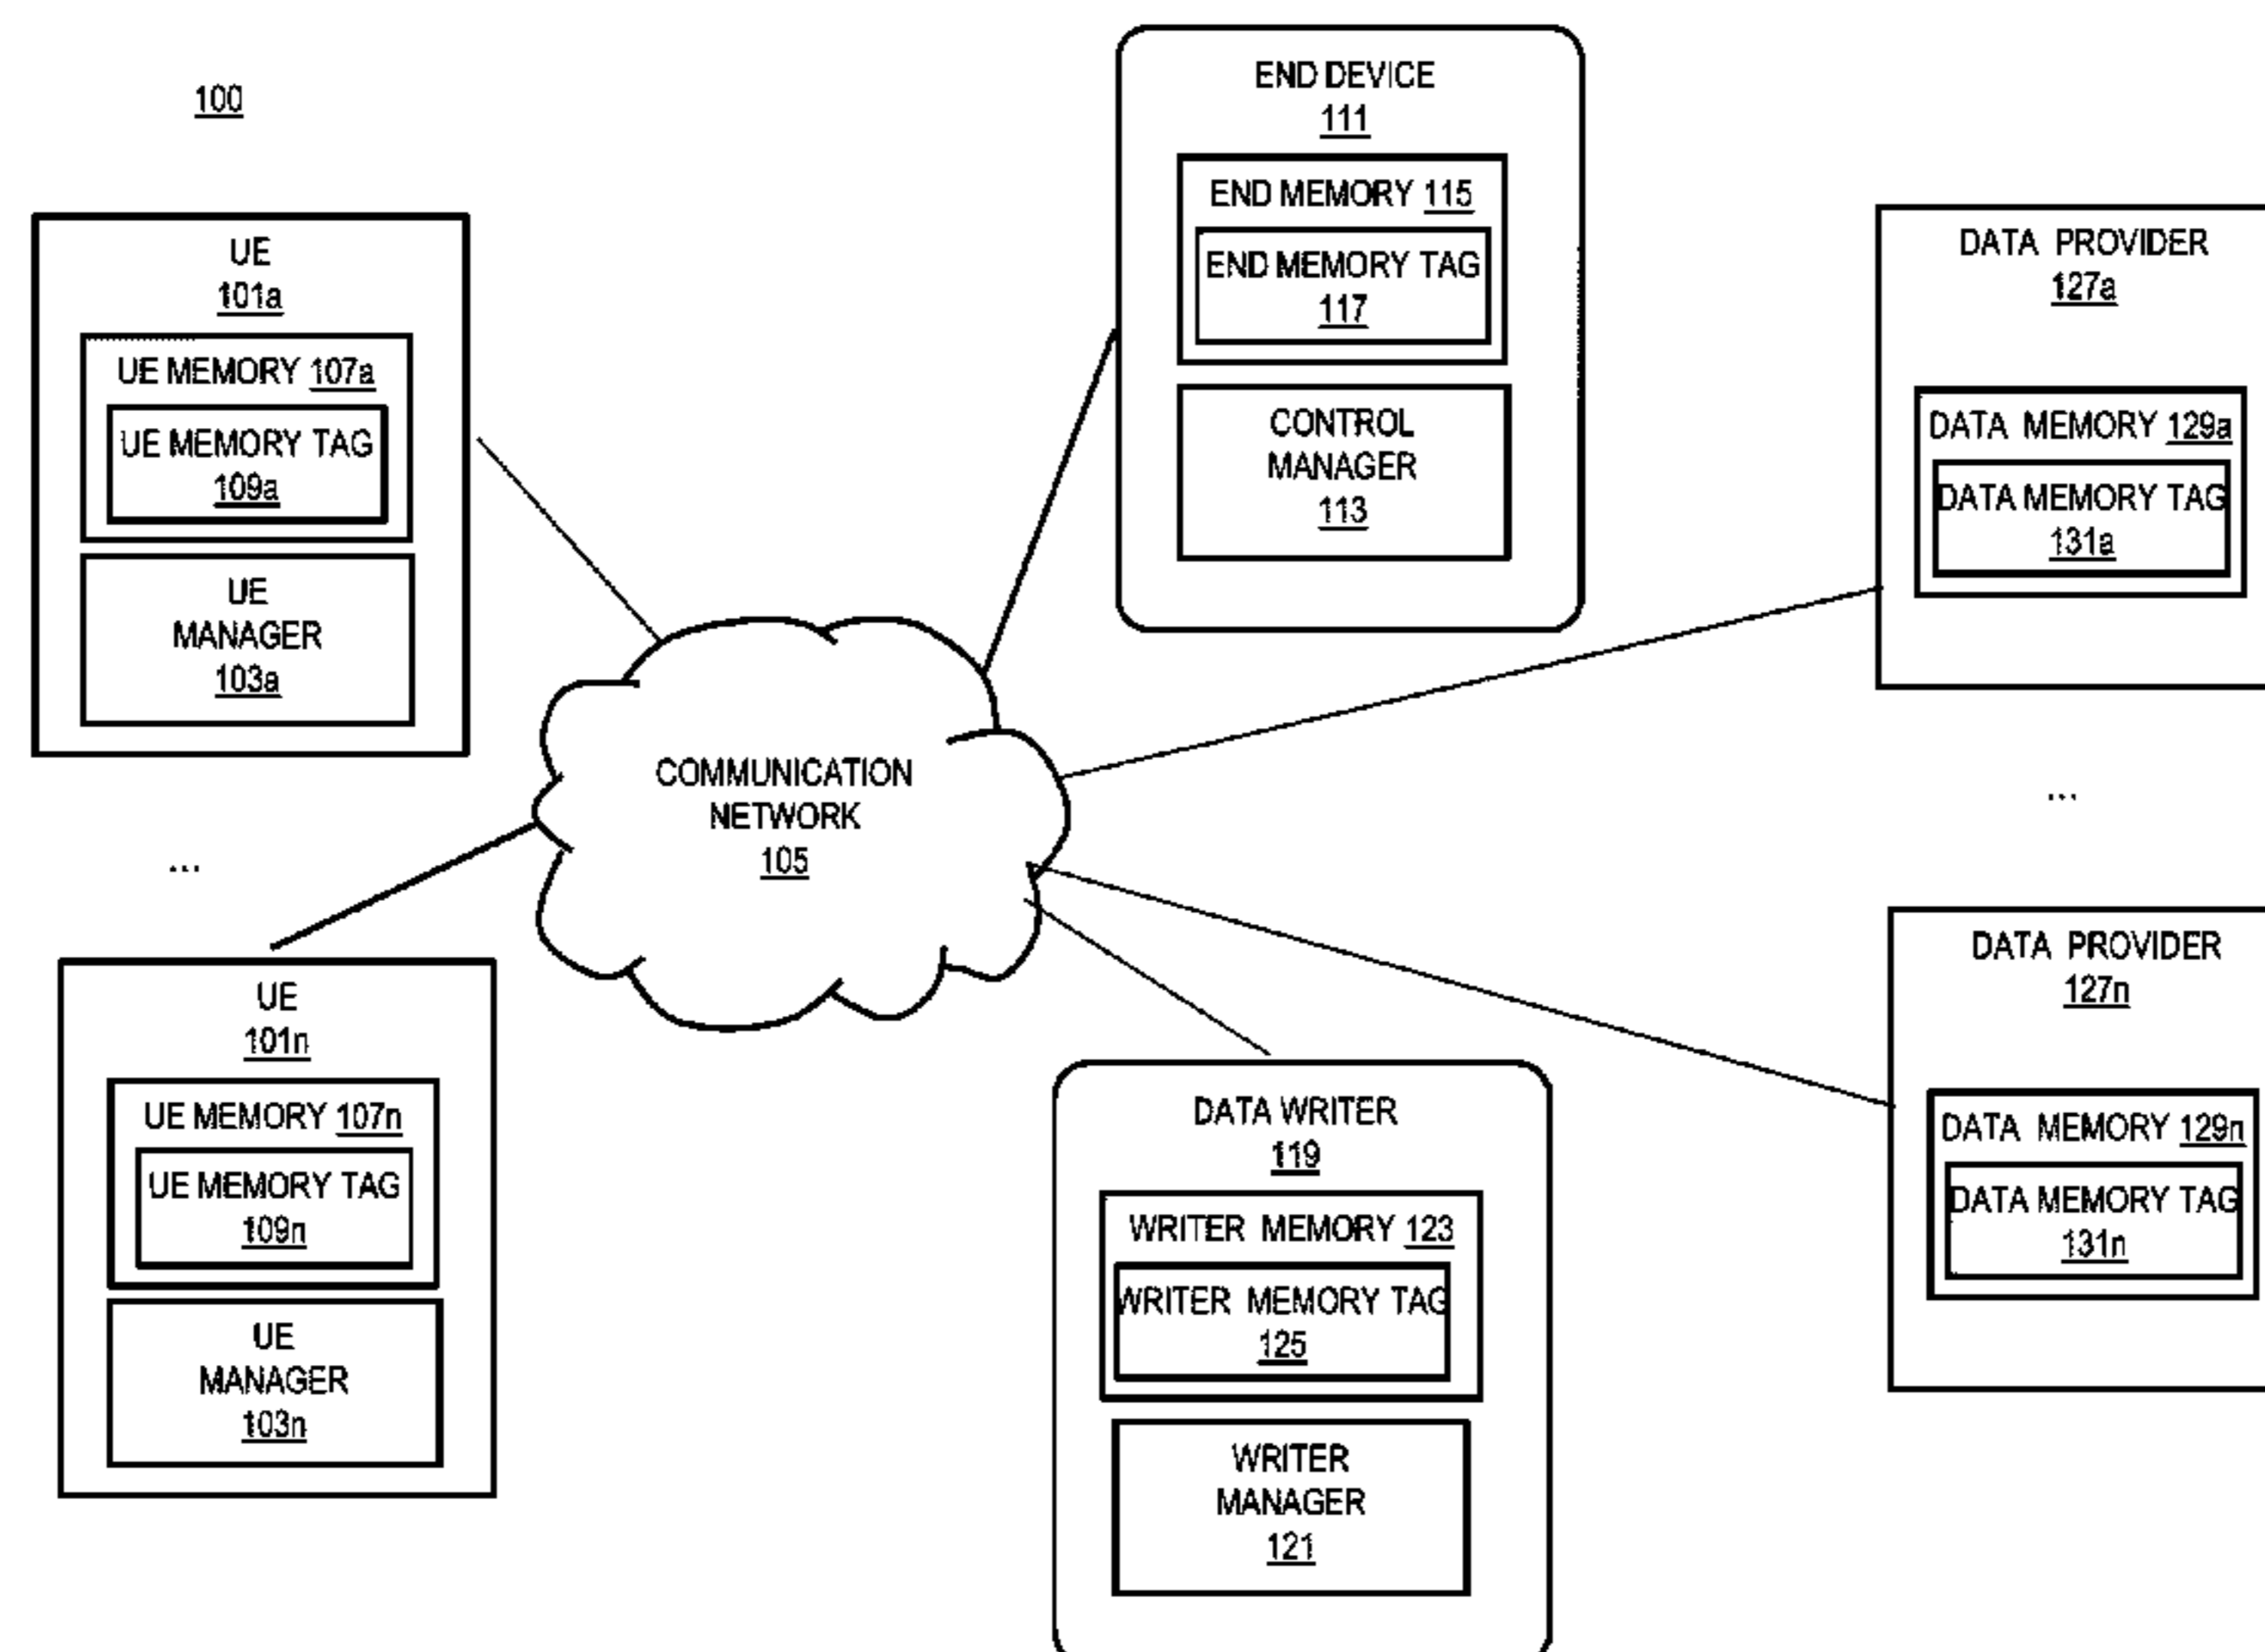 100
UE
101a
UE MEMORY 107a
UE MEMORY TAG
109a
UE
MANAGER
103a
...
UE
101n
UE MEMORY 107n
UE MEMORY TAG
109n
UE
MANAGER
103n
COMMUNICATION
NETWORK
105
END DEVICE
111
END MEMORY 115
END MEMORY TAG
117
CONTROL
MANAGER
113
DATA WRITER
119
WRITER MEMORY 123
WRITER MEMORY TAG
125
WRITER
MANAGER
121
DATA PROVIDER
127a
DATA MEMORY 129a
DATA MEMORY TAG
131a
...
DATA PROVIDER
127n
DATA MEMORY 129n
DATA MEMORY TAG
131n